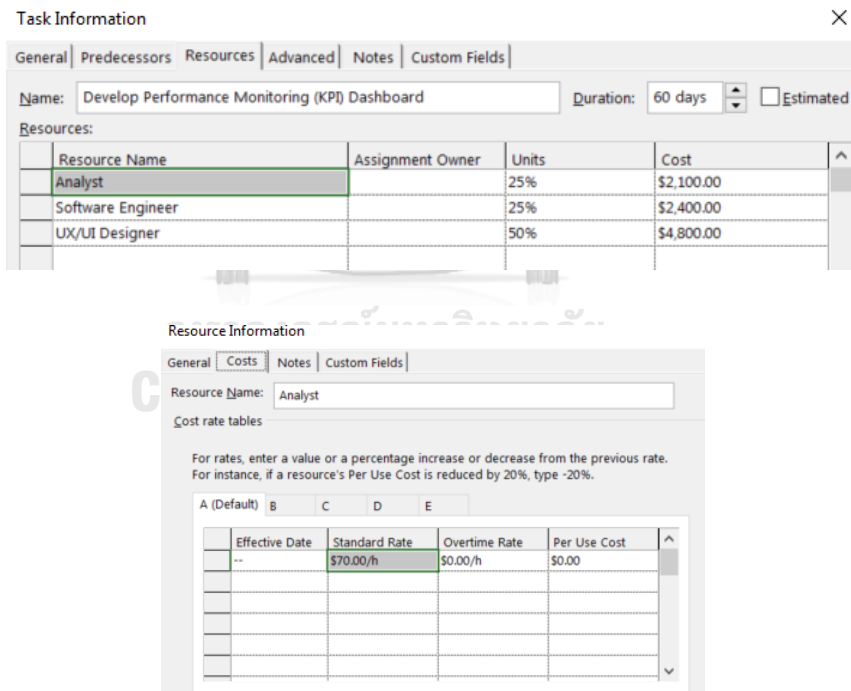 Task Information
General Predecessors Resources Advanced Notes Custom Fields
Name: Develop Performance Monitoring (KPI) Dashboard Duration: 60 days Estimated
Resources:
Resource Name Assignment Owner Units Cost
Analyst 25% $2,100.00
Software Engineer 25% $2,400.00
UX/UI Designer 50% $4,800.00
Resource Information
General Costs Notes Custom Fields
Resource Name: Analyst
Cost rate tables
For rates, enter a value or a percentage increase or decrease from the previous rate.
For instance, if a resource's Per Use Cost is reduced by 20%, type -20%.
A (Default) B C D E
Effective Date Standard Rate Overtime Rate Per Use Cost
-- $70.00/h $0.00/h $0.00